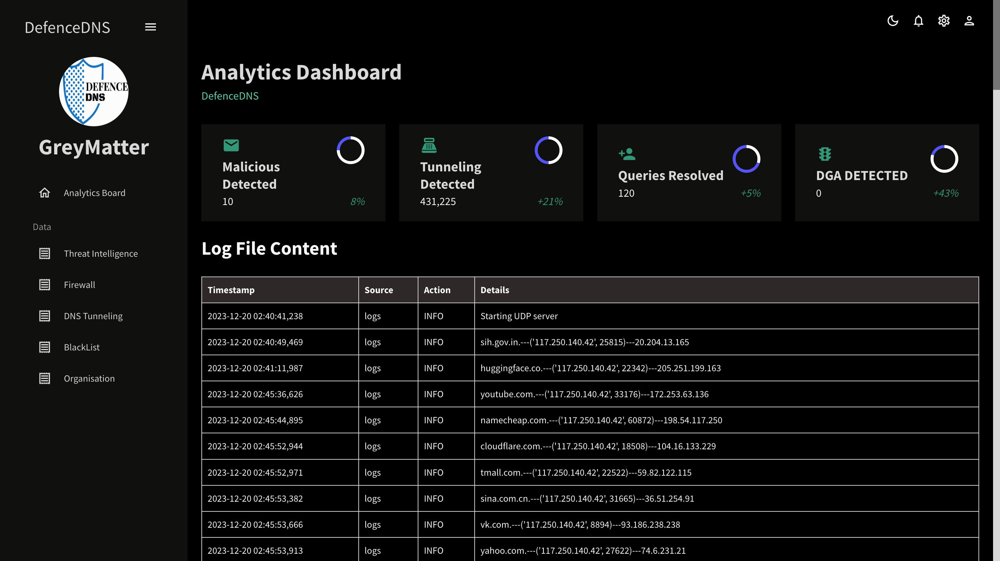 DefenceDNS
DEFENCE
DNS
GreyMatter
Analytics Board
Data
Threat Intelligence
Firewall
DNS Tunneling
BlackList
Organisation
Analytics Dashboard
DefenceDNS
Malicious
Detected
10
8%
Tunneling
Detected
431,225
+21%
Queries Resolved
120
+5%
DGA DETECTED
0
+43%
Log File Content
Timestamp Source Action Details
2023-12-20 02:40:41,238 logs INFO Starting UDP server
2023-12-20 02:40:49,469 logs INFO sih.gov.in.---('117.250.140.42', 25815)---20.204.13.165
2023-12-20 02:41:11,987 logs INFO huggingface.co.---('117.250.140.42', 22342)---205.251.199.163
2023-12-20 02:45:36,626 logs INFO youtube.com.---('117.250.140.42', 33176)---172.253.63.136
2023-12-20 02:45:44,895 logs INFO namecheap.com.---('117.250.140.42', 60872)---198.54.117.250
2023-12-20 02:45:52,944 logs INFO cloudflare.com.---('117.250.140.42', 18508)---104.16.133.229
2023-12-20 02:45:52,971 logs INFO tmall.com.---('117.250.140.42', 22522)---59.82.122.115
2023-12-20 02:45:53,382 logs INFO sina.com.cn.---('117.250.140.42', 31665)---36.51.254.91
2023-12-20 02:45:53,666 logs INFO vk.com.---('117.250.140.42', 8894)---93.186.238.238
2023-12-20 02:45:53,913 logs INFO yahoo.com.---('117.250.140.42', 27622)---74.6.231.21